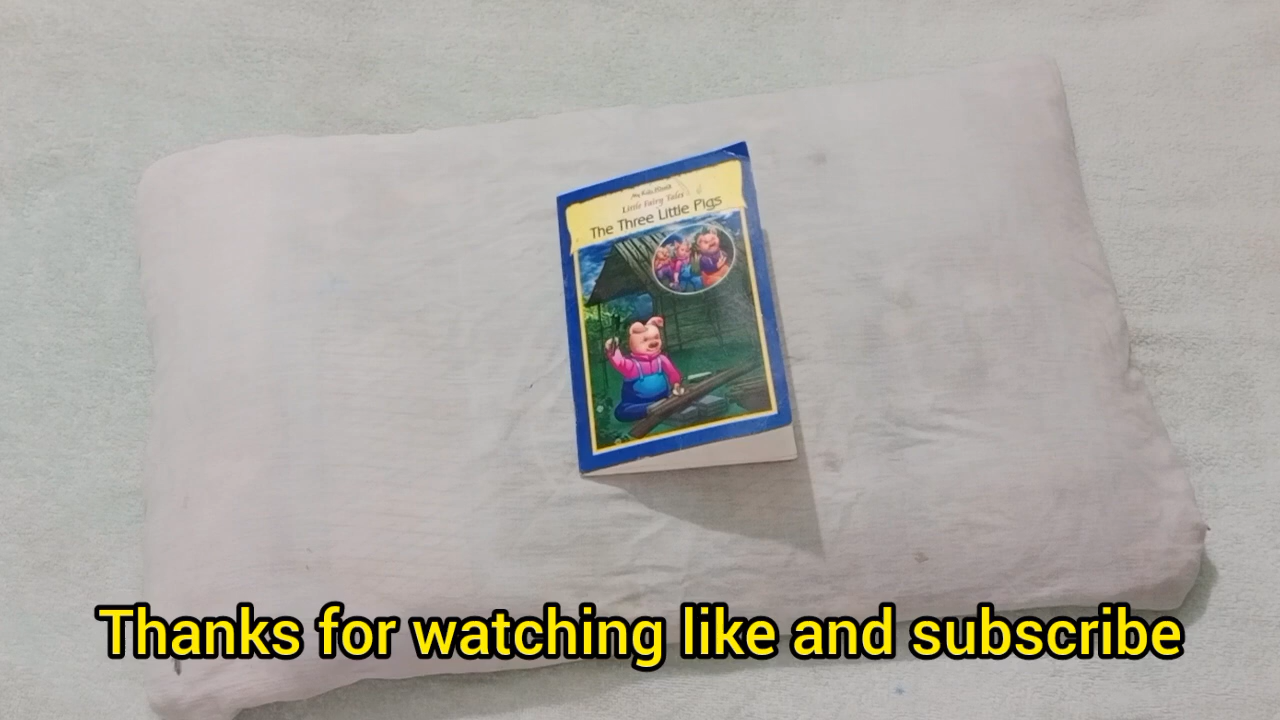 Little Fairy Tales
The Three Little Pigs
Thanks for watching like and subscribe